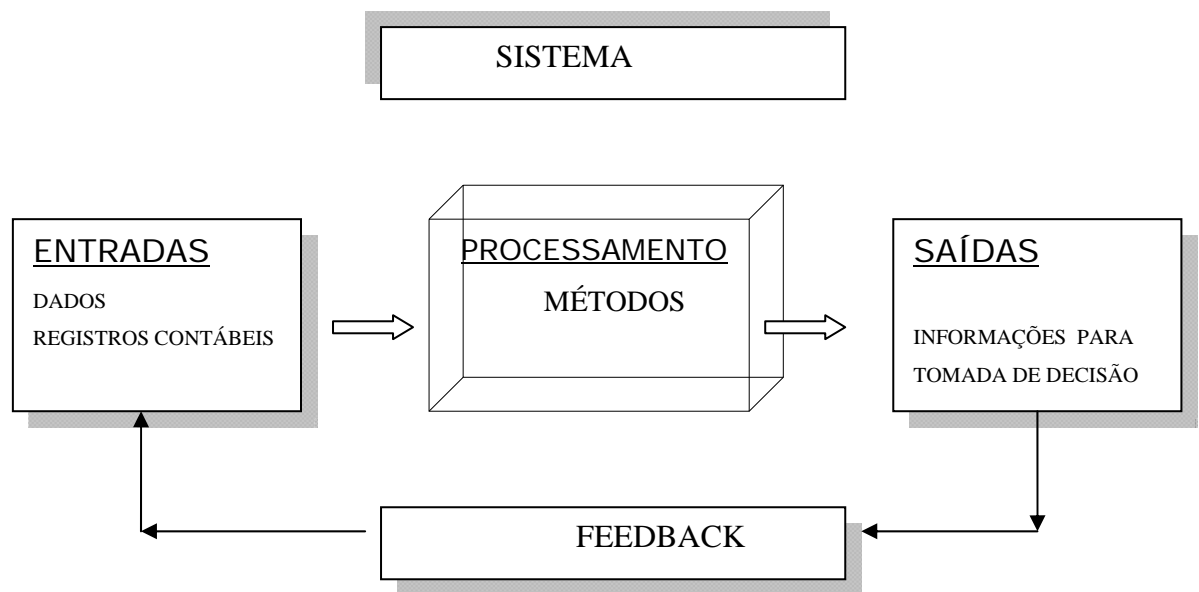 SISTEMA
ENTRADAS
DADOS
REGISTROS CONTÁBEIS
PROCESSAMENTO
MÉTODOS
SAÍDAS
INFORMAÇÕES PARA
TOMADA DE DECISÃO
FEEDBACK